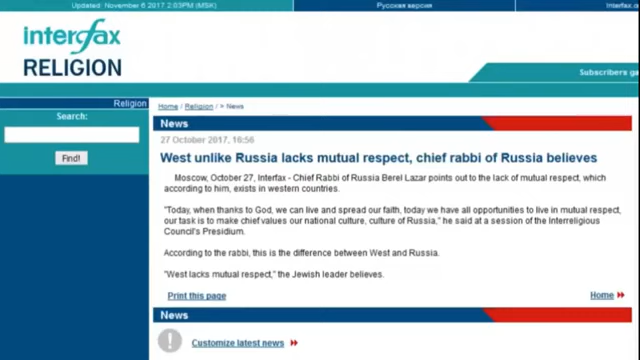 Updated: November 6 2017 2:03PM (MSK)
Русская версия
interfax
RELIGION
Subscribers
Religion
Search:
Find!
Home / Religion / > News
News
27 October 2017, 16:56
West unlike Russia lacks mutual respect, chief rabbi of Russia believes
Moscow, October 27, Interfax - Chief Rabbi of Russia Berel Lazar points out to the lack of mutual respect, which
according to him, exists in western countries.
"Today, when thanks to God, we can live and spread our faith, today we have all opportunities to live in mutual respect,
our task is to make chief values our national culture, culture of Russia," he said at a session of the Interreligious
Council's Presidium.
According to the rabbi, this is the difference between West and Russia.
"West lacks mutual respect," the Jewish leader believes.
Print this page
Home
News
!
Customize latest news